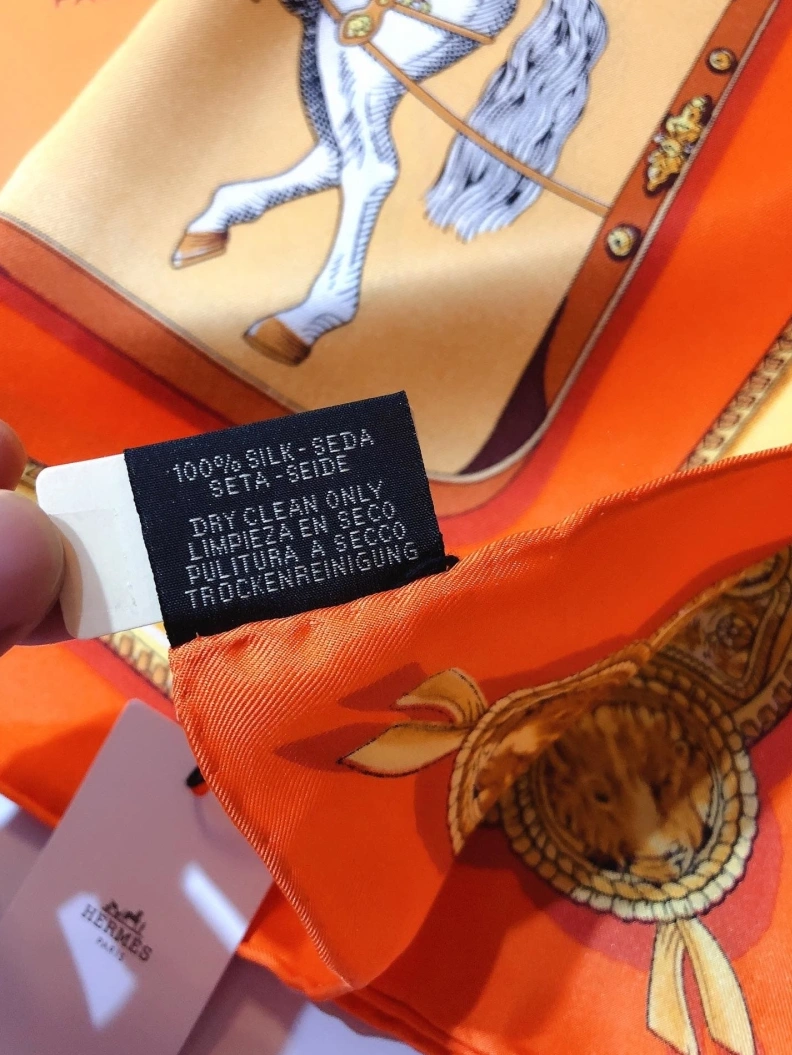 100% SILK-SEDA
SETA-SEIDE
DRY CLEAN ONLY
LIMPIEZA EN SECO
PULITURA A SECCO
TROCKENREINIGUNG
HERMÈS
PARIS